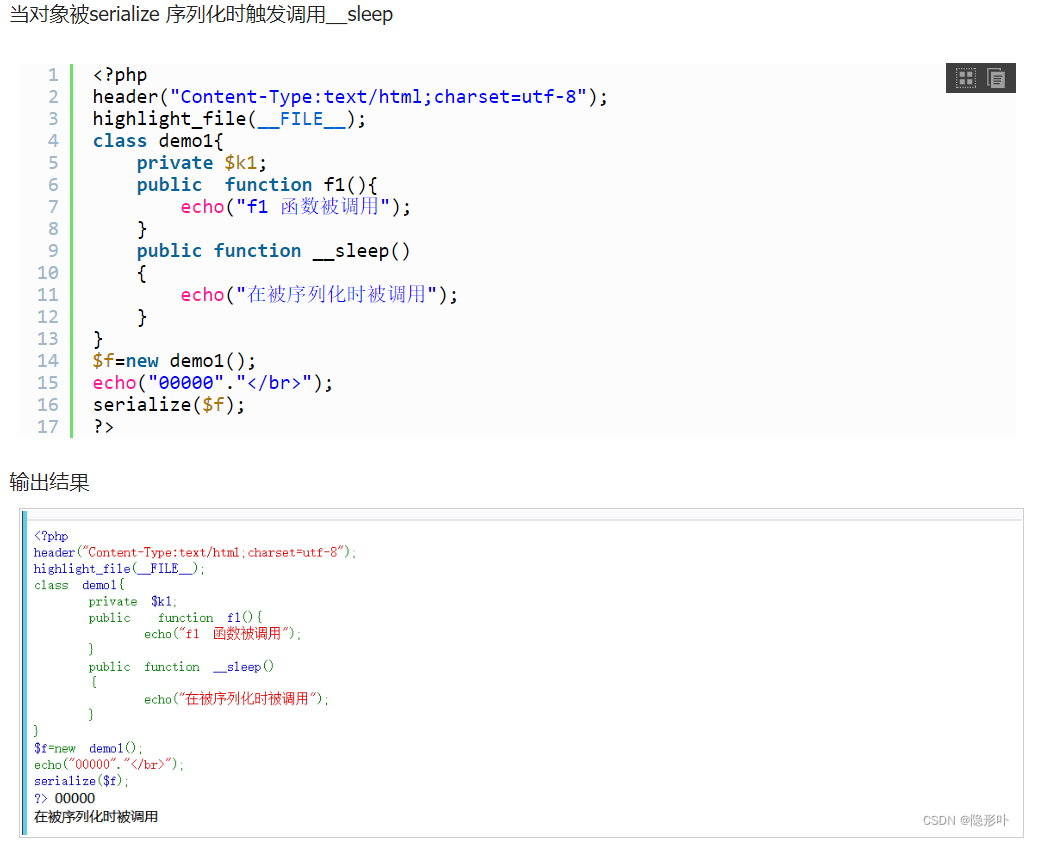 当对象被serialize 序列化时触发调用__sleep
1 <?php
2 header("Content-Type:text/html;charset=utf-8");
3 highlight_file(__FILE__);
4 class demo1{
5     private $k1;
6     public  function f1(){
7         echo("f1 函数被调用");
8     }
9     public function __sleep()
10     {
11         echo("在被序列化时被调用");
12     }
13 }
14 $f=new demo1();
15 echo("00000"."</br>");
16 serialize($f);
17 ?>
输出结果
<?php
header("Content-Type:text/html;charset=utf-8");
highlight_file(__FILE__);
class  demo1{
        private  $k1;
        public    function  f1(){
                echo("f1  函数被调用");
        }
        public  function  __sleep()
        {
                echo("在被序列化时被调用");
        }
}
$f=new  demo1();
echo("00000"."</br>");
serialize($f);
?> 00000
在被序列化时被调用
CSDN @隐形卟